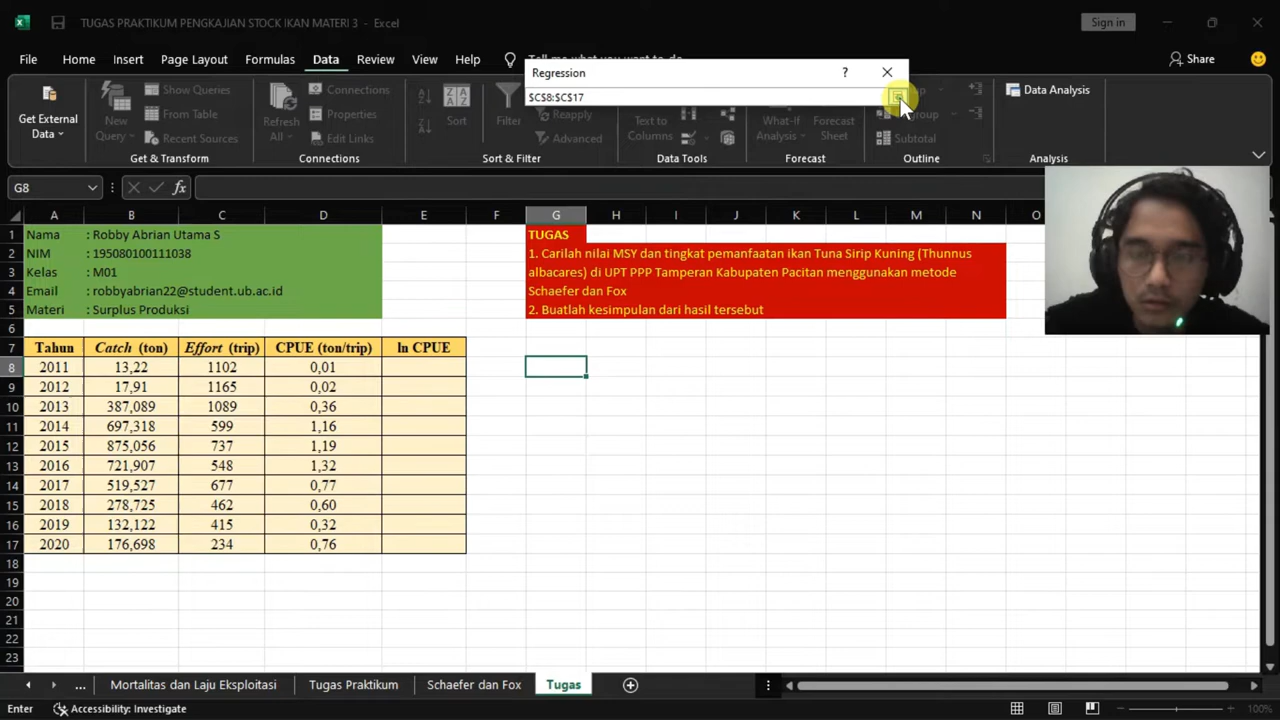 TUGAS PRAKTIKUM PENGKAJIAN STOCK IKAN MATERI 3 - Excel
Sign in
File Home Insert Page Layout Formulas Data Review View Help Tell me what you want to do
Share
Regression ?
$C$8:$C$17
Get External Data
New Query
Show Queries
From Table
Recent Sources
Get & Transform
Refresh All
Connections
Properties
Edit Links
Connections
Sort
Filter
Reapply
Advanced
Sort & Filter
Text to Columns
Data Tools
What-If Analysis
Forecast Sheet
Forecast
Subtotal
Outline
Data Analysis
Analysis
G8 fx
A B C D E F G H I J K L M N O
1 Nama : Robby Abrian Utama S TUGAS
2 NIM : 195080100111038 1. Carilah nilai MSY dan tingkat pemanfaatan ikan Tuna Sirip Kuning (Thunnus
3 Kelas : M01 albacares) di UPT PPP Tamperan Kabupaten Pacitan menggunakan metode
4 Email : robbyabrian22@student.ub.ac.id Schaefer dan Fox
5 Materi : Surplus Produksi 2. Buatlah kesimpulan dari hasil tersebut
6
7 Tahun Catch (ton) Effort (trip) CPUE (ton/trip) ln CPUE
8 2011 13,22 1102 0,01
9 2012 17,91 1165 0,02
10 2013 387,089 1089 0,36
11 2014 697,318 599 1,16
12 2015 875,056 737 1,19
13 2016 721,907 548 1,32
14 2017 519,527 677 0,77
15 2018 278,725 462 0,60
16 2019 132,122 415 0,32
17 2020 176,698 234 0,76
18
19
20
21
22
23
... Mortalitas dan Laju Eksploitasi Tugas Praktikum Schaefer dan Fox Tugas
Enter Accessibility: Investigate 100%